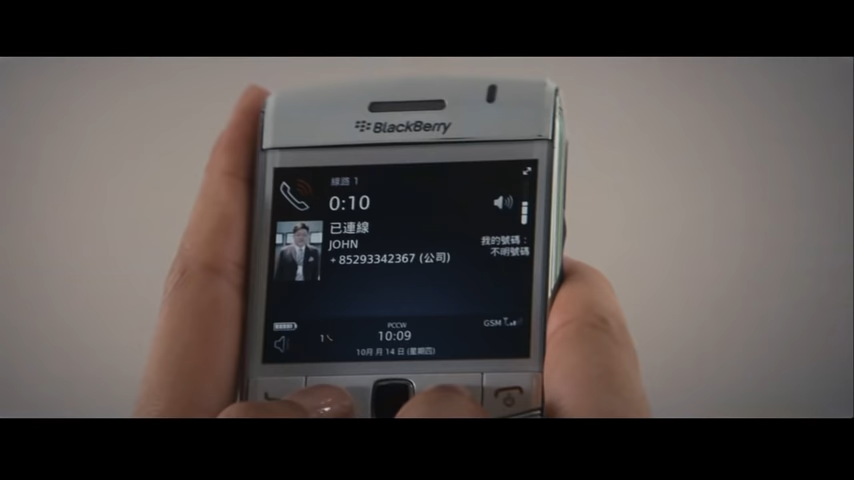 BlackBerry
線路 1
0:10
已連線
JOHN
+85293342367 (公司)
我的號碼：
不明號碼
PCCW
GSM
1
10:09
10月月 14 日 (星期四)